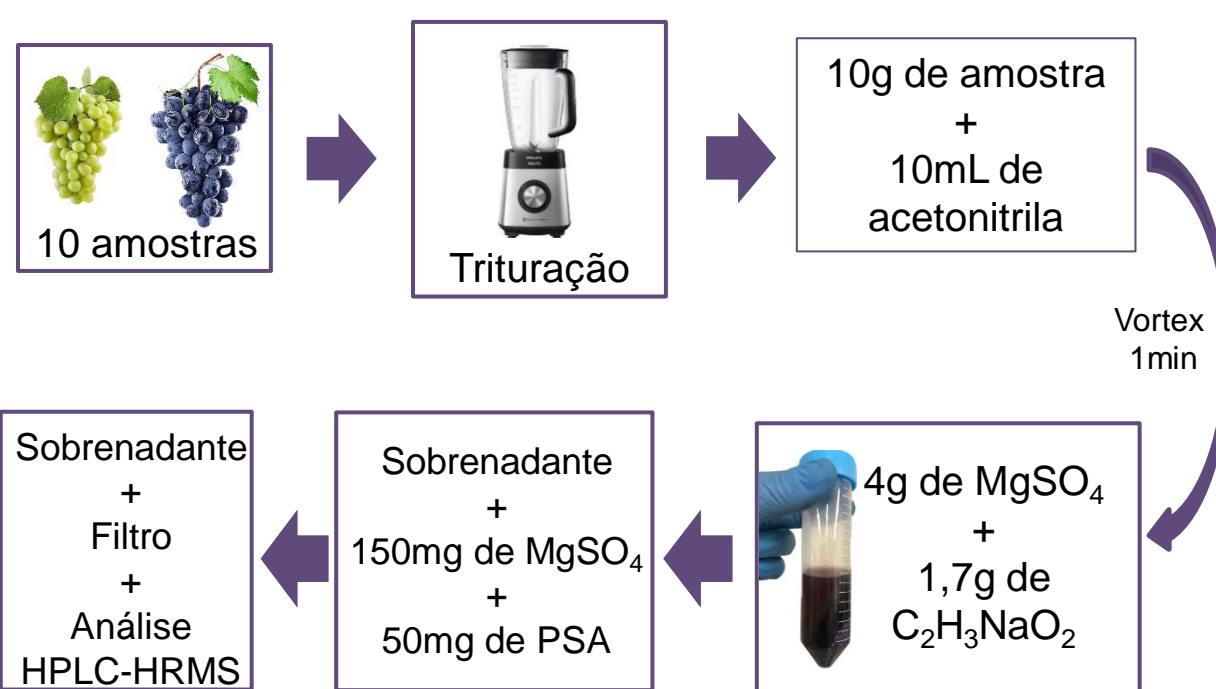 10 amostras
Trituração
10g de amostra
+
10mL de
acetonitrila
Vortex
1min
4g de MgSO₄
+
1,7g de
C₂H₃NaO₂
Sobrenadante
+
150mg de MgSO₄
+
50mg de PSA
Sobrenadante
+
Filtro
+
Análise
HPLC-HRMS